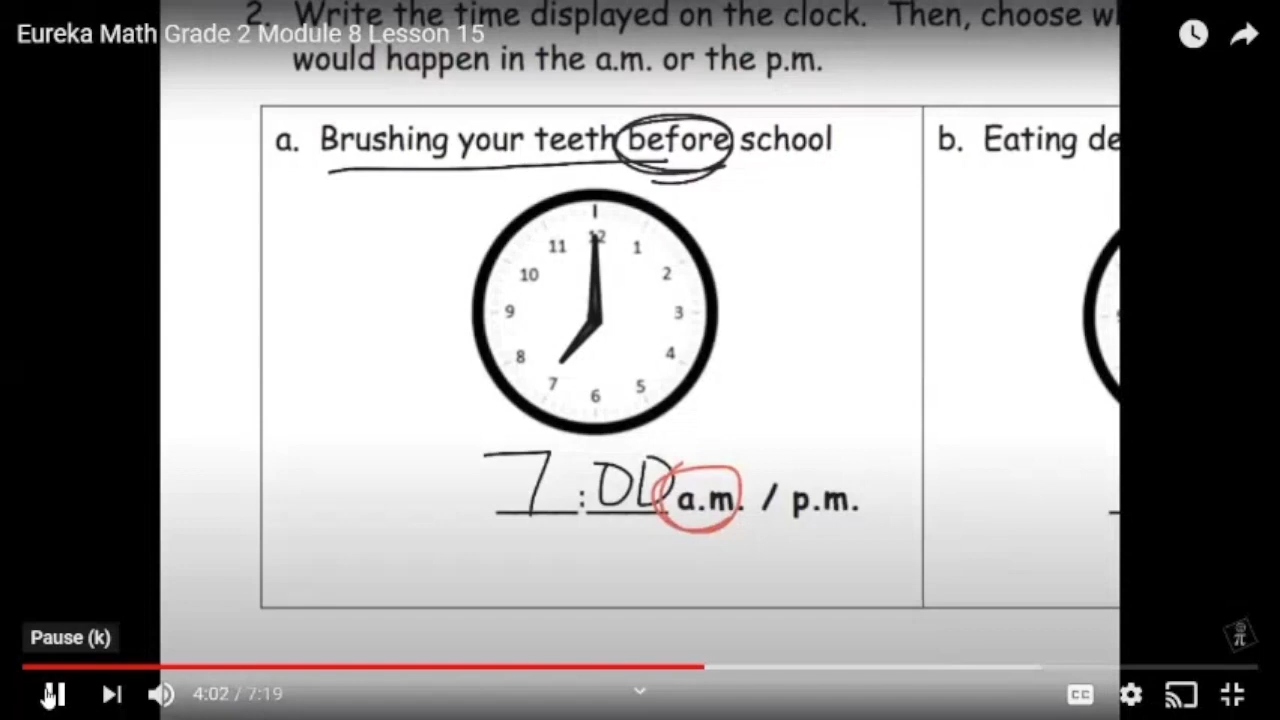 2. Write the time displayed on the clock. Then, choose
Eureka Math Grade 2 Module 8 Lesson 15
would happen in the a.m. or the p.m.
a. Brushing your teeth before school
b. Eating
12
11 1
10 2
9 3
8 4
7 5
6
7:00 a.m. / p.m.
Pause (k)
π
4:02 / 7:19
CC